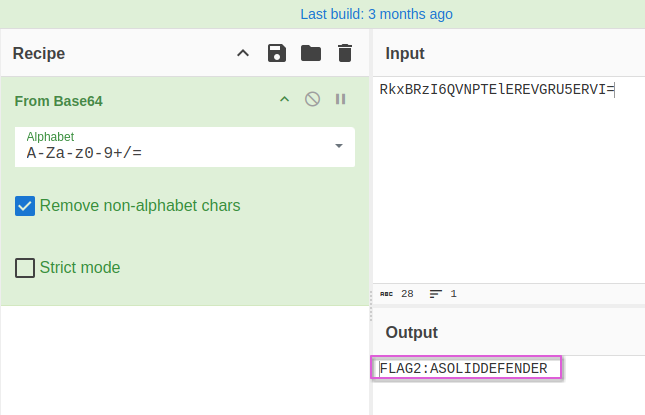 Last build: 3 months ago
Recipe
Input
From Base64
RkxBRzI6QVNPTElEREVGRU5ERVI=
Alphabet
A-Za-z0-9+/=
Remove non-alphabet chars
Strict mode
ABC 28 1
Output
FLAG2:ASOLIDDEFENDER